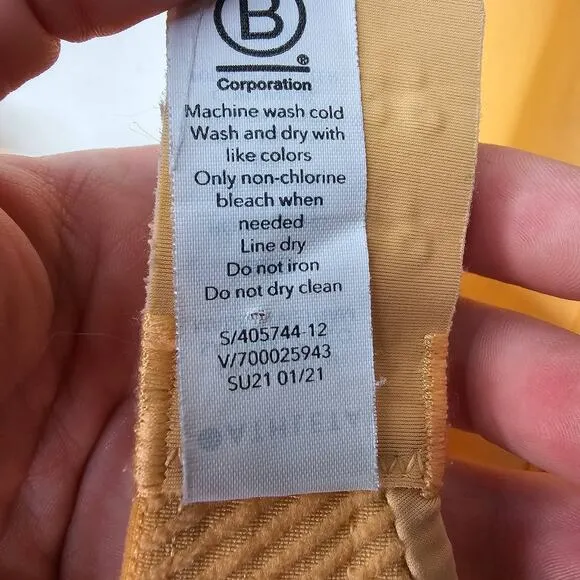 B
®
Corporation
Machine wash cold
Wash and dry with
like colors
Only non-chlorine
bleach when
needed
Line dry
Do not iron
Do not dry clean
S/405744-12
V/700025943
SU21 01/21
ATHLETA